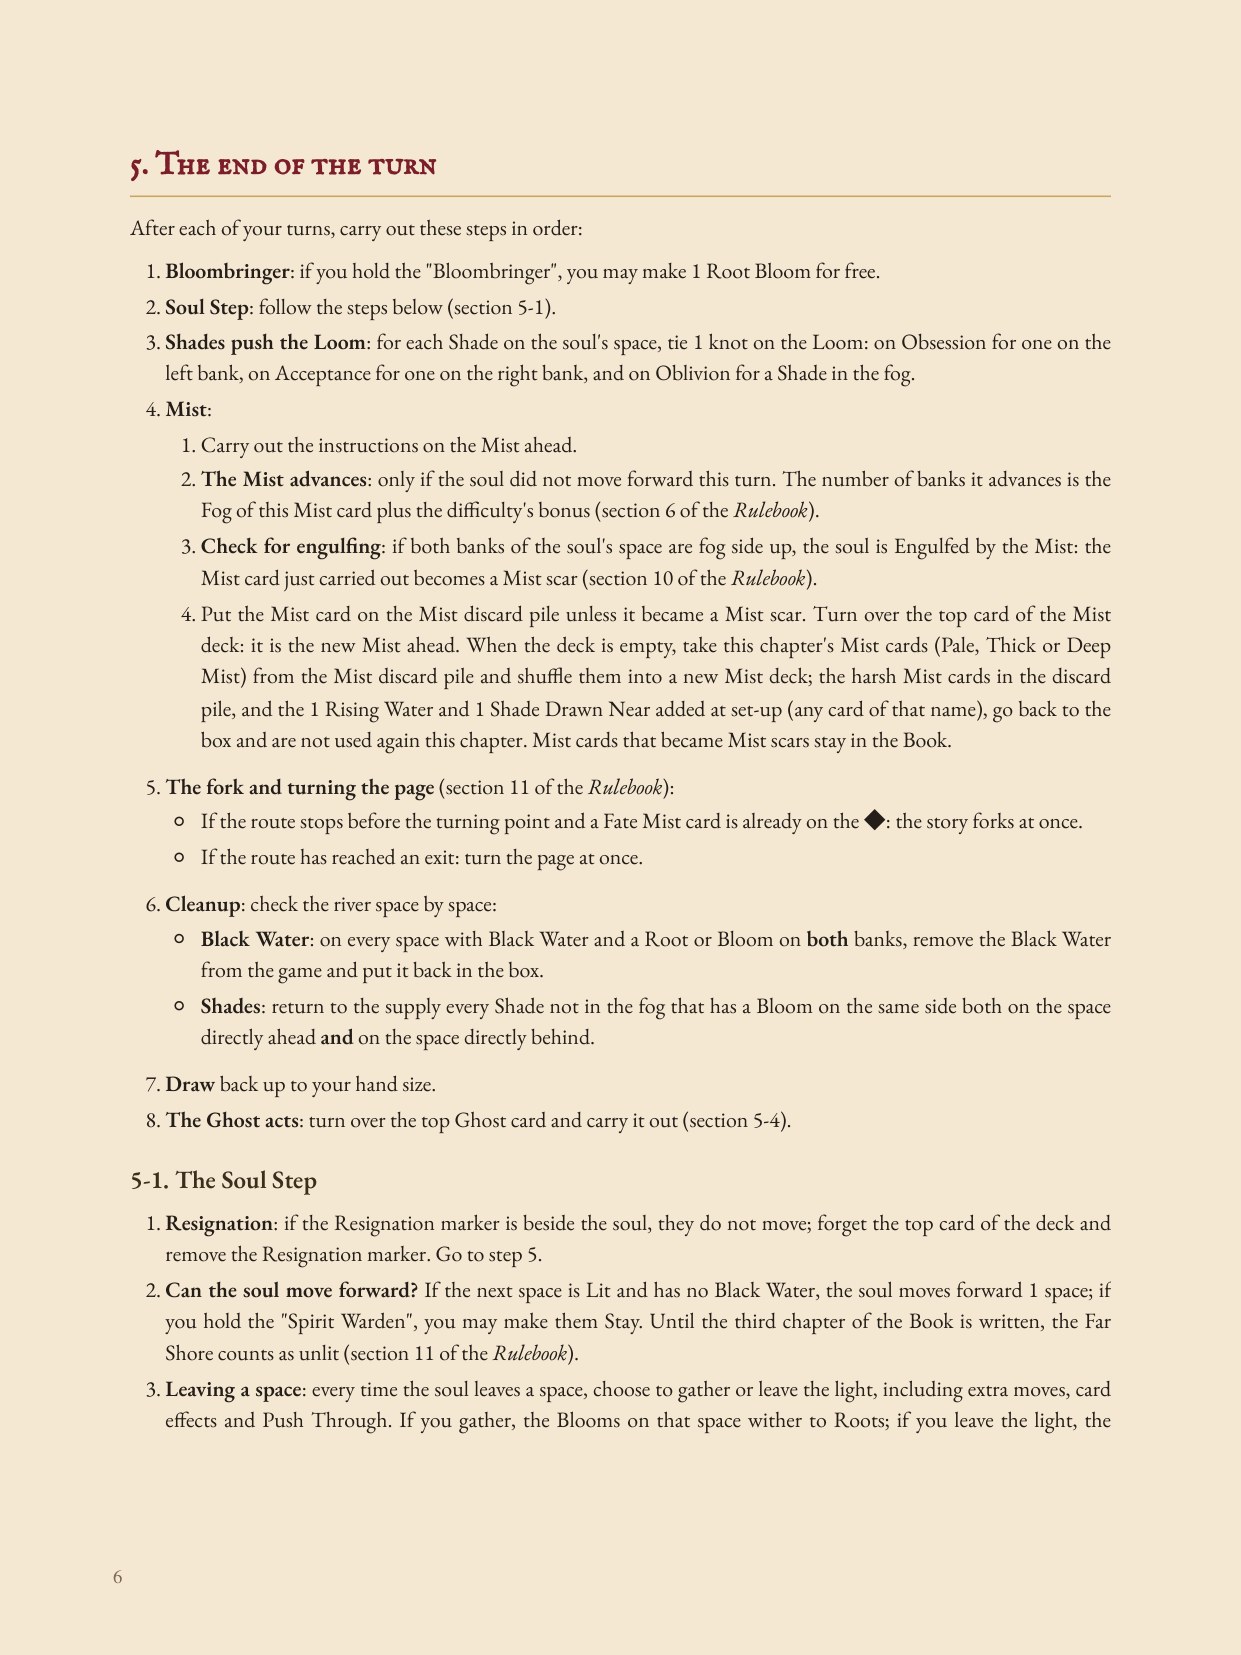 5. The end of the turn
After each of your turns, carry out these steps in order:
1. Bloombringer: if you hold the "Bloombringer", you may make 1 Root Bloom for free.
2. Soul Step: follow the steps below (section 5-1).
3. Shades push the Loom: for each Shade on the soul's space, tie 1 knot on the Loom: on Obsession for one on the
left bank, on Acceptance for one on the right bank, and on Oblivion for a Shade in the fog.
4. Mist:
1. Carry out the instructions on the Mist ahead.
2. The Mist advances: only if the soul did not move forward this turn. The number of banks it advances is the
Fog of this Mist card plus the difficulty's bonus (section 6 of the Rulebook).
3. Check for engulfing: if both banks of the soul's space are fog side up, the soul is Engulfed by the Mist: the
Mist card just carried out becomes a Mist scar (section 10 of the Rulebook).
4. Put the Mist card on the Mist discard pile unless it became a Mist scar. Turn over the top card of the Mist
deck: it is the new Mist ahead. When the deck is empty, take this chapter's Mist cards (Pale, Thick or Deep
Mist) from the Mist discard pile and shuffle them into a new Mist deck; the harsh Mist cards in the discard
pile, and the 1 Rising Water and 1 Shade Drawn Near added at set-up (any card of that name), go back to the
box and are not used again this chapter. Mist cards that became Mist scars stay in the Book.
5. The fork and turning the page (section 11 of the Rulebook):
⚬ If the route stops before the turning point and a Fate Mist card is already on the ◆: the story forks at once.
⚬ If the route has reached an exit: turn the page at once.
6. Cleanup: check the river space by space:
⚬ Black Water: on every space with Black Water and a Root or Bloom on both banks, remove the Black Water
from the game and put it back in the box.
⚬ Shades: return to the supply every Shade not in the fog that has a Bloom on the same side both on the space
directly ahead and on the space directly behind.
7. Draw back up to your hand size.
8. The Ghost acts: turn over the top Ghost card and carry it out (section 5-4).
5-1. The Soul Step
1. Resignation: if the Resignation marker is beside the soul, they do not move; forget the top card of the deck and
remove the Resignation marker. Go to step 5.
2. Can the soul move forward? If the next space is Lit and has no Black Water, the soul moves forward 1 space; if
you hold the "Spirit Warden", you may make them Stay. Until the third chapter of the Book is written, the Far
Shore counts as unlit (section 11 of the Rulebook).
3. Leaving a space: every time the soul leaves a space, choose to gather or leave the light, including extra moves, card
effects and Push Through. If you gather, the Blooms on that space wither to Roots; if you leave the light, the
6